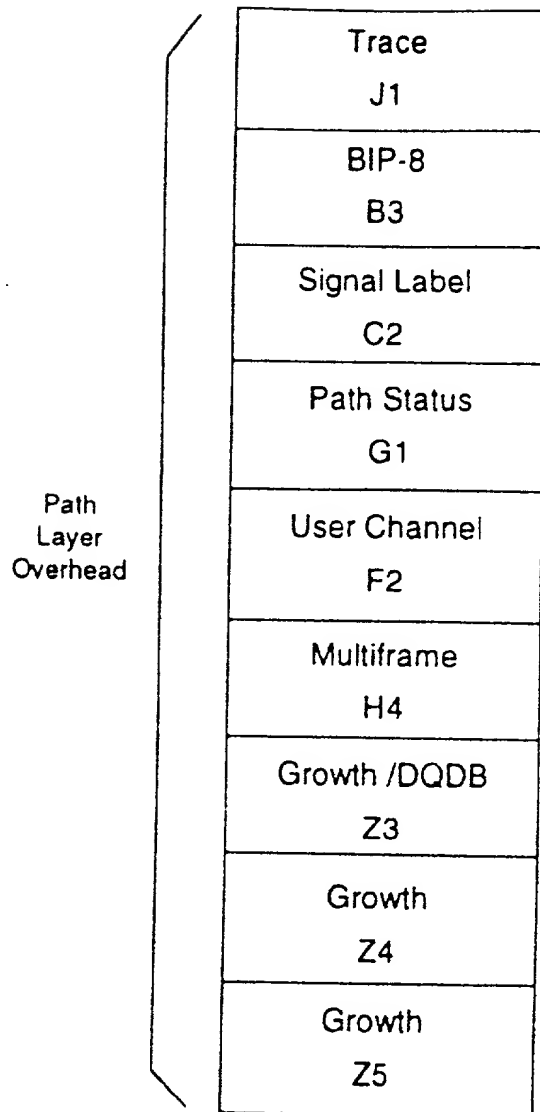 Trace
J1
BIP-8
B3
Signal Label
C2
Path Status
G1
Path
Layer
Overhead
User Channel
F2
Multiframe
H4
Growth /DQDB
Z3
Growth
Z4
Growth
Z5